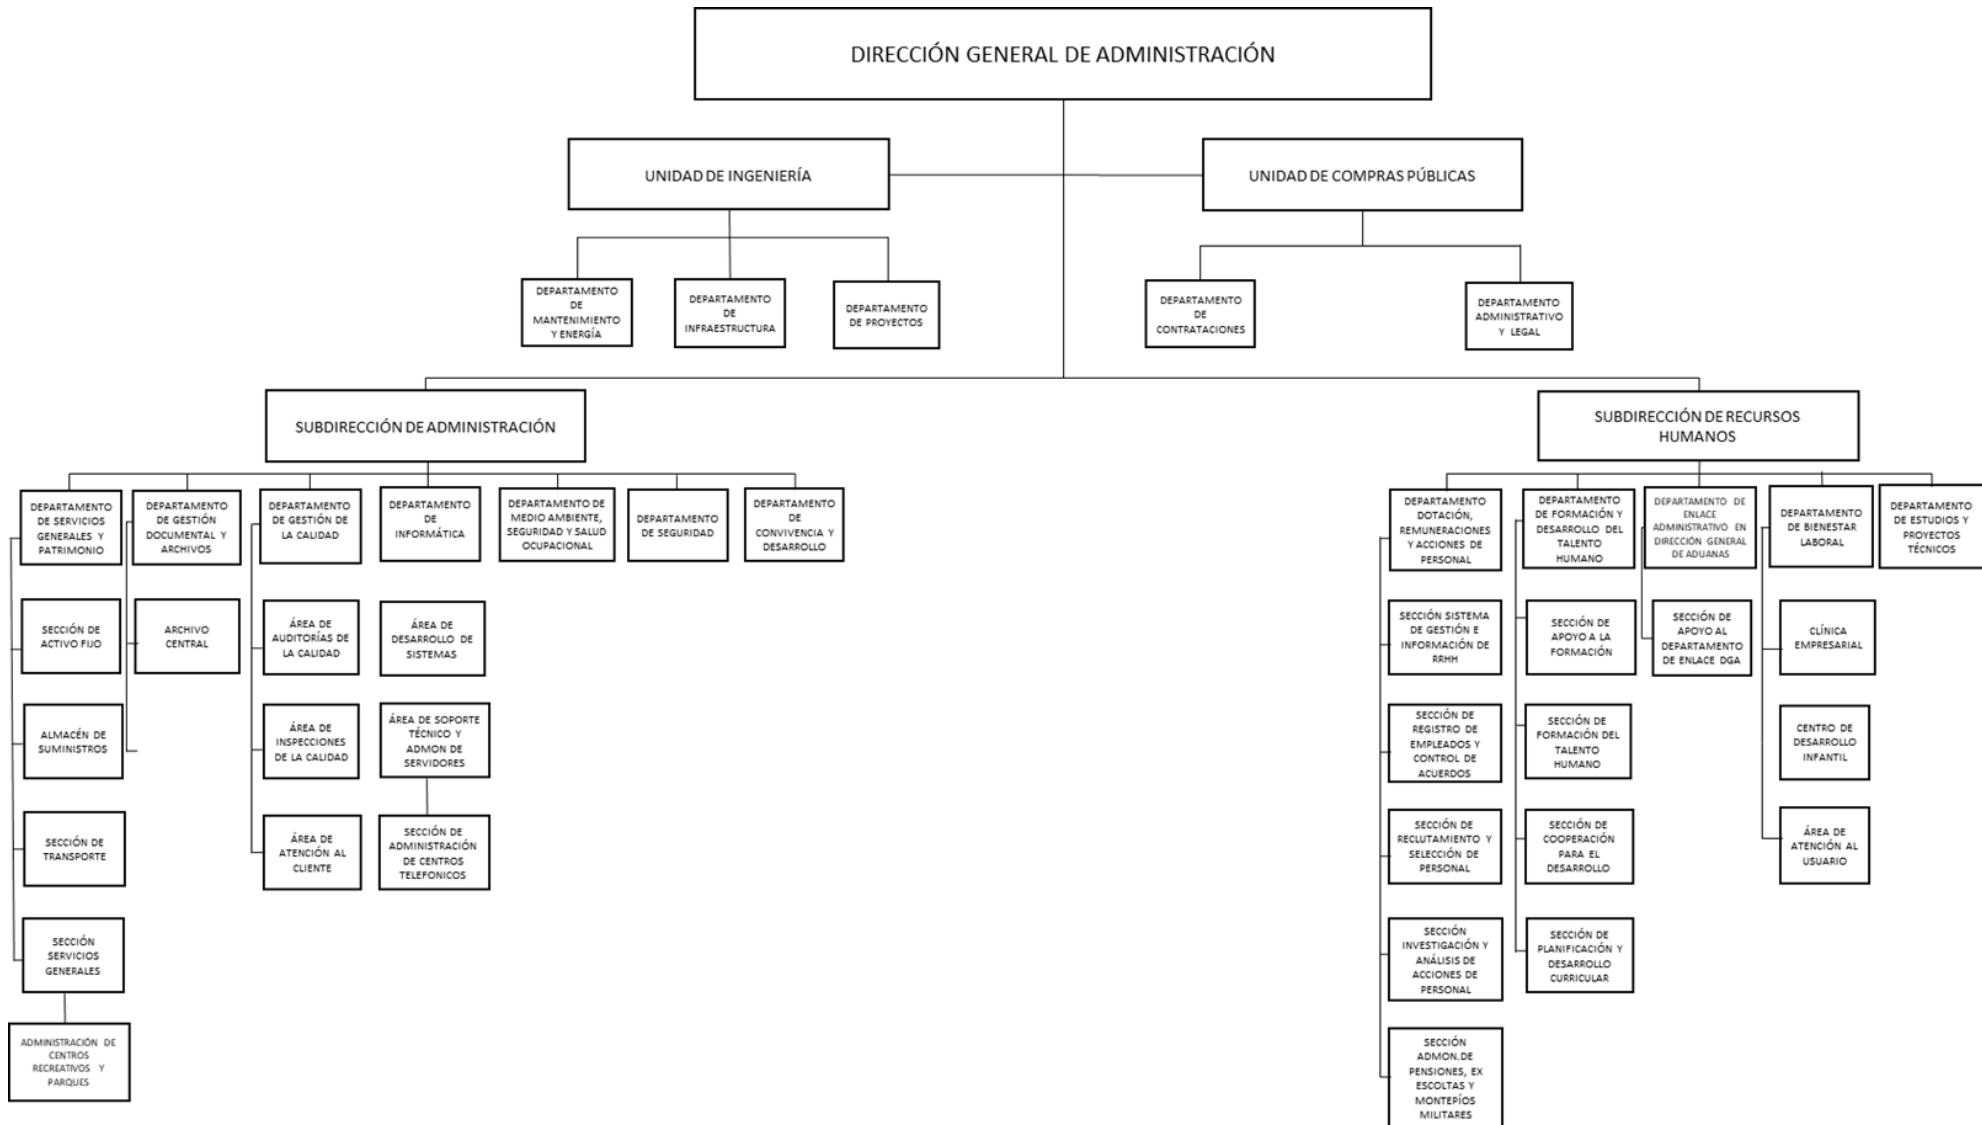 DIRECCIÓN GENERAL DE ADMINISTRACIÓN
UNIDAD DE INGENIERÍA
UNIDAD DE COMPRAS PÚBLICAS
DEPARTAMENTO
DE
MANTENIMIENTO
Y ENERGÍA
DEPARTAMENTO
DE
INFRAESTRUCTURA
DEPARTAMENTO
DE PROYECTOS
DEPARTAMENTO
DE
CONTRATACIONES
DEPARTAMENTO
ADMINISTRATIVO
Y LEGAL
SUBDIRECCIÓN DE ADMINISTRACIÓN
SUBDIRECCIÓN DE RECURSOS
HUMANOS
DEPARTAMENTO
DE SERVICIOS
GENERALES Y
PATRIMONIO
DEPARTAMENTO
DE GESTIÓN
DOCUMENTAL Y
ARCHIVOS
DEPARTAMENTO
DE GESTIÓN DE
LA CALIDAD
DEPARTAMENTO
DE
INFORMÁTICA
DEPARTAMENTO DE
MEDIO AMBIENTE,
SEGURIDAD Y SALUD
OCUPACIONAL
DEPARTAMENTO
DE SEGURIDAD
DEPARTAMENTO
DE
CONVIVENCIA Y
DESARROLLO
DEPARTAMENTO
DOTACIÓN,
REMUNERACIONES
Y ACCIONES DE
PERSONAL
DEPARTAMENTO
DE FORMACIÓN Y
DESARROLLO DEL
TALENTO
HUMANO
DEPARTAMENTO DE
ENLACE
ADMINISTRATIVO EN
DIRECCIÓN GENERAL
DE ADUANAS
DEPARTAMENTO
DE BIENESTAR
LABORAL
DEPARTAMENTO
DE ESTUDIOS Y
PROYECTOS
TÉCNICOS
SECCIÓN DE
ACTIVO FIJO
ARCHIVO
CENTRAL
ÁREA DE
AUDITORÍAS DE
LA CALIDAD
ÁREA DE
DESARROLLO DE
SISTEMAS
SECCIÓN SISTEMA
DE GESTIÓN E
INFORMACIÓN DE
RRHH
SECCIÓN DE
APOYO A LA
FORMACIÓN
SECCIÓN DE
APOYO AL
DEPARTAMENTO
DE ENLACE DGA
CLÍNICA
EMPRESARIAL
ALMACÉN DE
SUMINISTROS
ÁREA DE
INSPECCIONES
DE LA CALIDAD
ÁREA DE SOPORTE
TÉCNICO Y
ADMON DE
SERVIDORES
SECCIÓN DE
REGISTRO DE
EMPLEADOS Y
CONTROL DE
ACUERDOS
SECCIÓN DE
FORMACIÓN DEL
TALENTO
HUMANO
CENTRO DE
DESARROLLO
INFANTIL
SECCIÓN DE
TRANSPORTE
ÁREA DE
ATENCIÓN AL
CLIENTE
SECCIÓN DE
ADMINISTRACIÓN
DE CENTROS
TELEFONICOS
SECCIÓN DE
RECLUTAMIENTO Y
SELECCIÓN DE
PERSONAL
SECCIÓN DE
COOPERACIÓN
PARA EL
DESARROLLO
ÁREA DE
ATENCIÓN AL
USUARIO
SECCIÓN
SERVICIOS
GENERALES
SECCIÓN
INVESTIGACIÓN Y
ANÁLISIS DE
ACCIONES DE
PERSONAL
SECCIÓN DE
PLANIFICACIÓN Y
DESARROLLO
CURRICULAR
ADMINISTRACIÓN DE
CENTROS
RECREATIVOS Y
PARQUES
SECCIÓN
ADMON.DE
PENSIONES, EX
ESCOLTAS Y
MONTEPÍOS
MILITARES